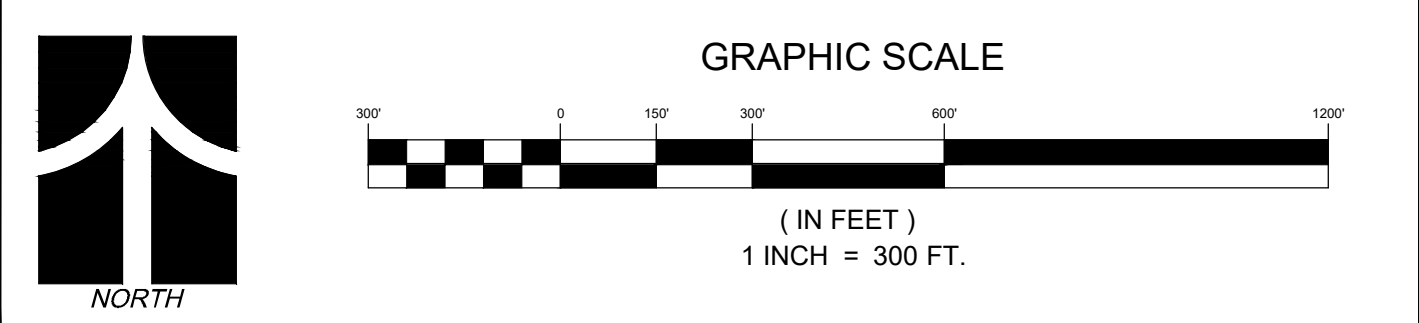 GRAPHIC SCALE
300' 0 150' 300' 600' 1200'
( IN FEET )
1 INCH = 300 FT.
NORTH